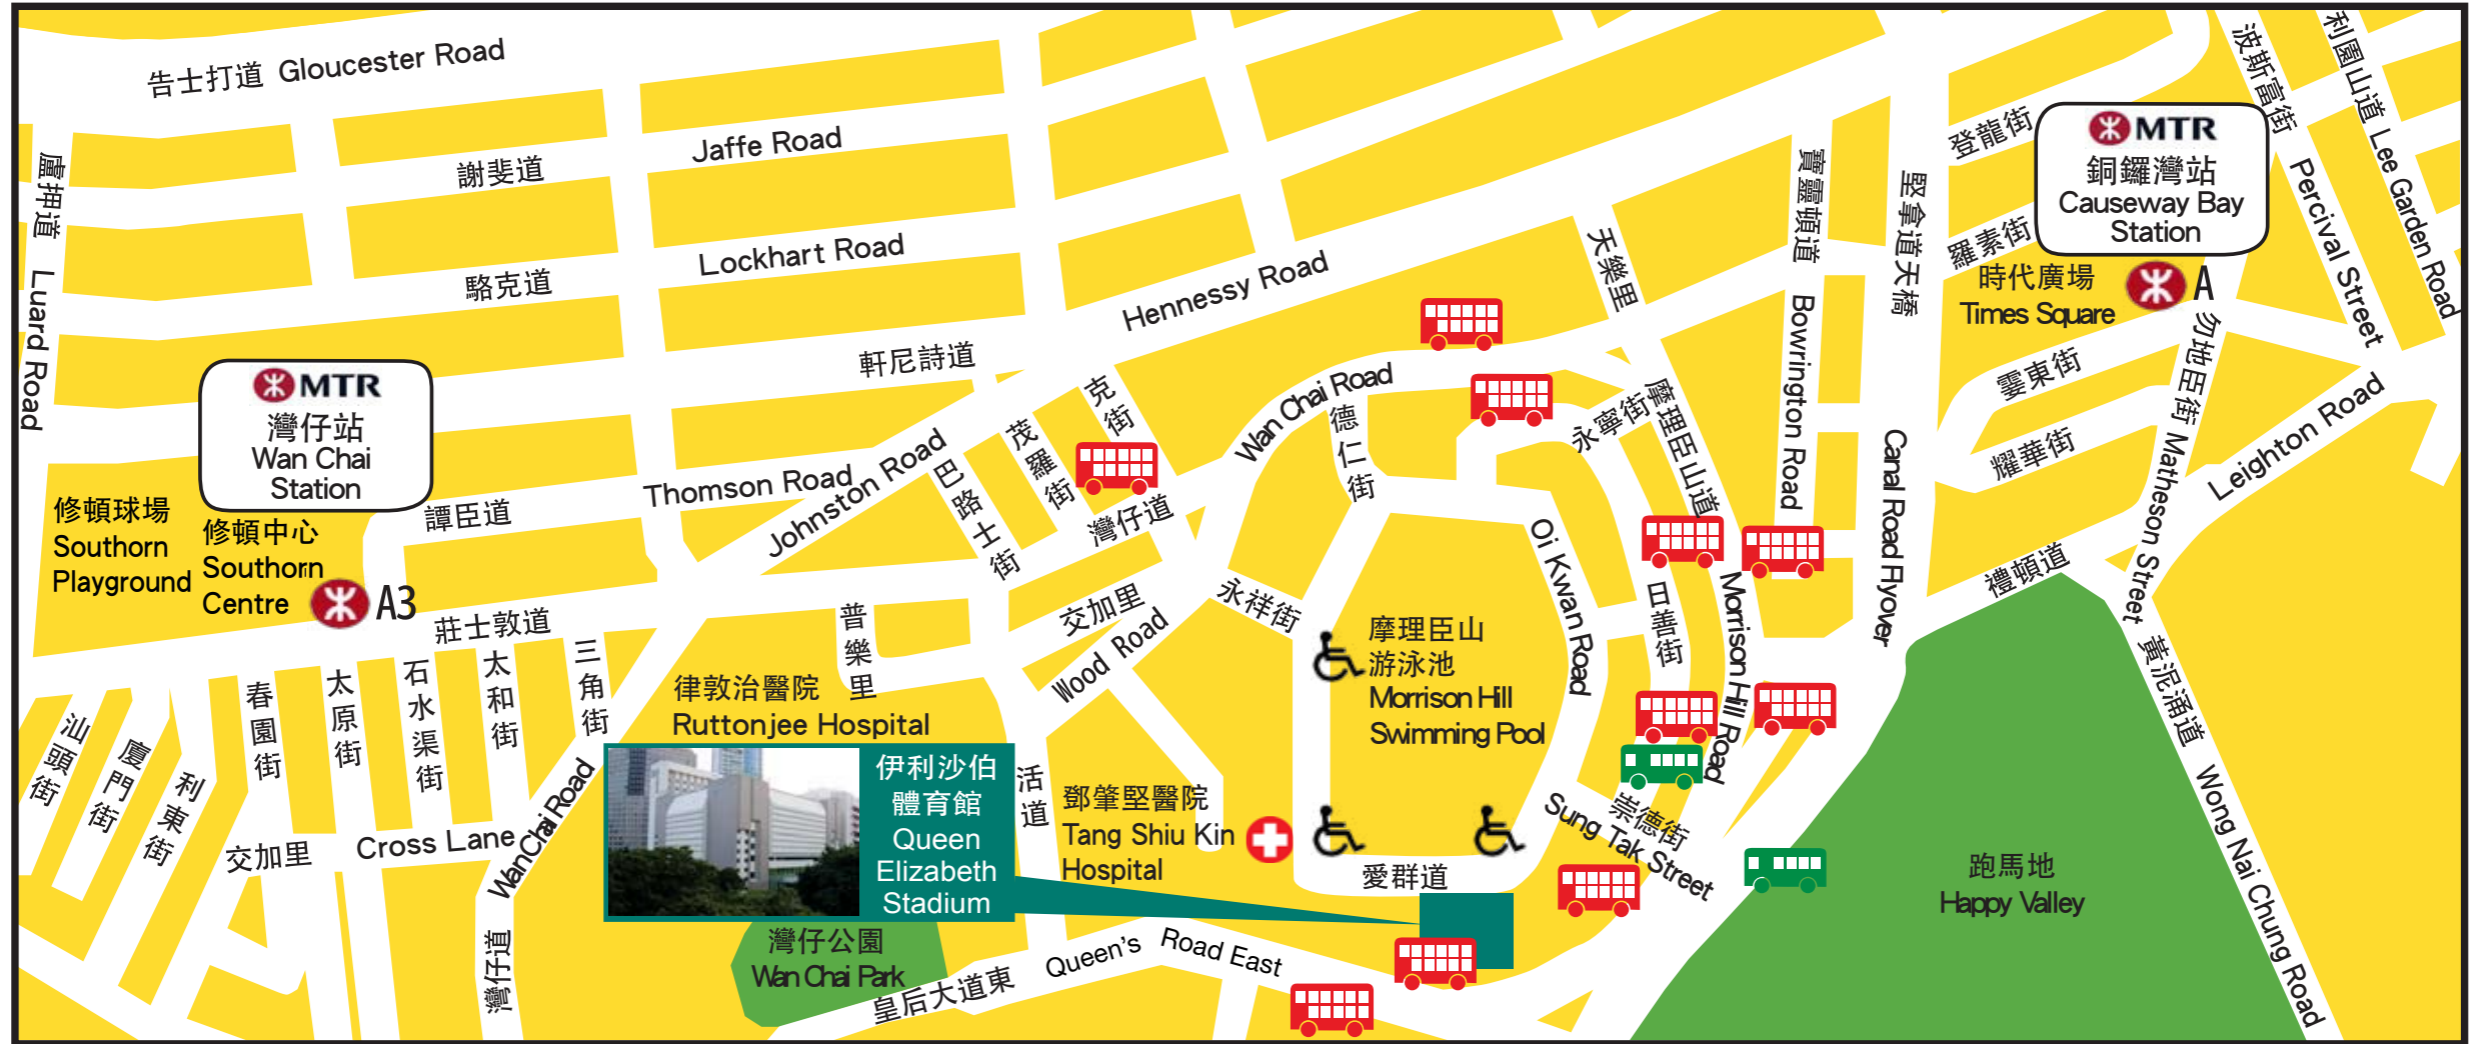 告士打道 Gloucester Road
盧押道 Luard Road
謝斐道
Jaffe Road
駱克道
Lockhart Road
軒尼詩道
Hennessy Road
MTR
灣仔站
Wan Chai
Station
修頓球場
Southorn
Playground
修頓中心
Southorn
Centre
A3
譚臣道
Thomson Road
莊士敦道
Johnston Road
巴路士街
茂羅街
克街
灣仔道
Wan Chai Road
德仁街
天樂里
永寧街
摩理臣山道
Morrison Hill Road
寶靈頓道
Bowrington Road
堅拿道天橋
Canal Road Flyover
登龍街
羅素街
MTR
銅鑼灣站
Causeway Bay
Station
時代廣場
Times Square
A
波斯富街
Percival Street
利園山道 Lee Garden Road
勿地臣街 Matheson Street
霎東街
耀華街
Leighton Road
禮頓道
黃泥涌道
Wong Nai Chung Road
跑馬地
Happy Valley
汕頭街
廈門街
利東街
春園街
太原街
石水渠街
太和街
三角街
交加里
Cross Lane
Wan Chai Road
灣仔道
律敦治醫院
Ruttonjee Hospital
普樂里
交加里
Wood Road
永祥街
活道
伊利沙伯
體育館
Queen
Elizabeth
Stadium
鄧肇堅醫院
Tang Shiu Kin
Hospital
摩理臣山
游泳池
Morrison Hill
Swimming Pool
Oi Kwan Road
愛群道
日善街
崇德街
Sung Tak Street
灣仔公園
Wan Chai Park
皇后大道東
Queen's Road East